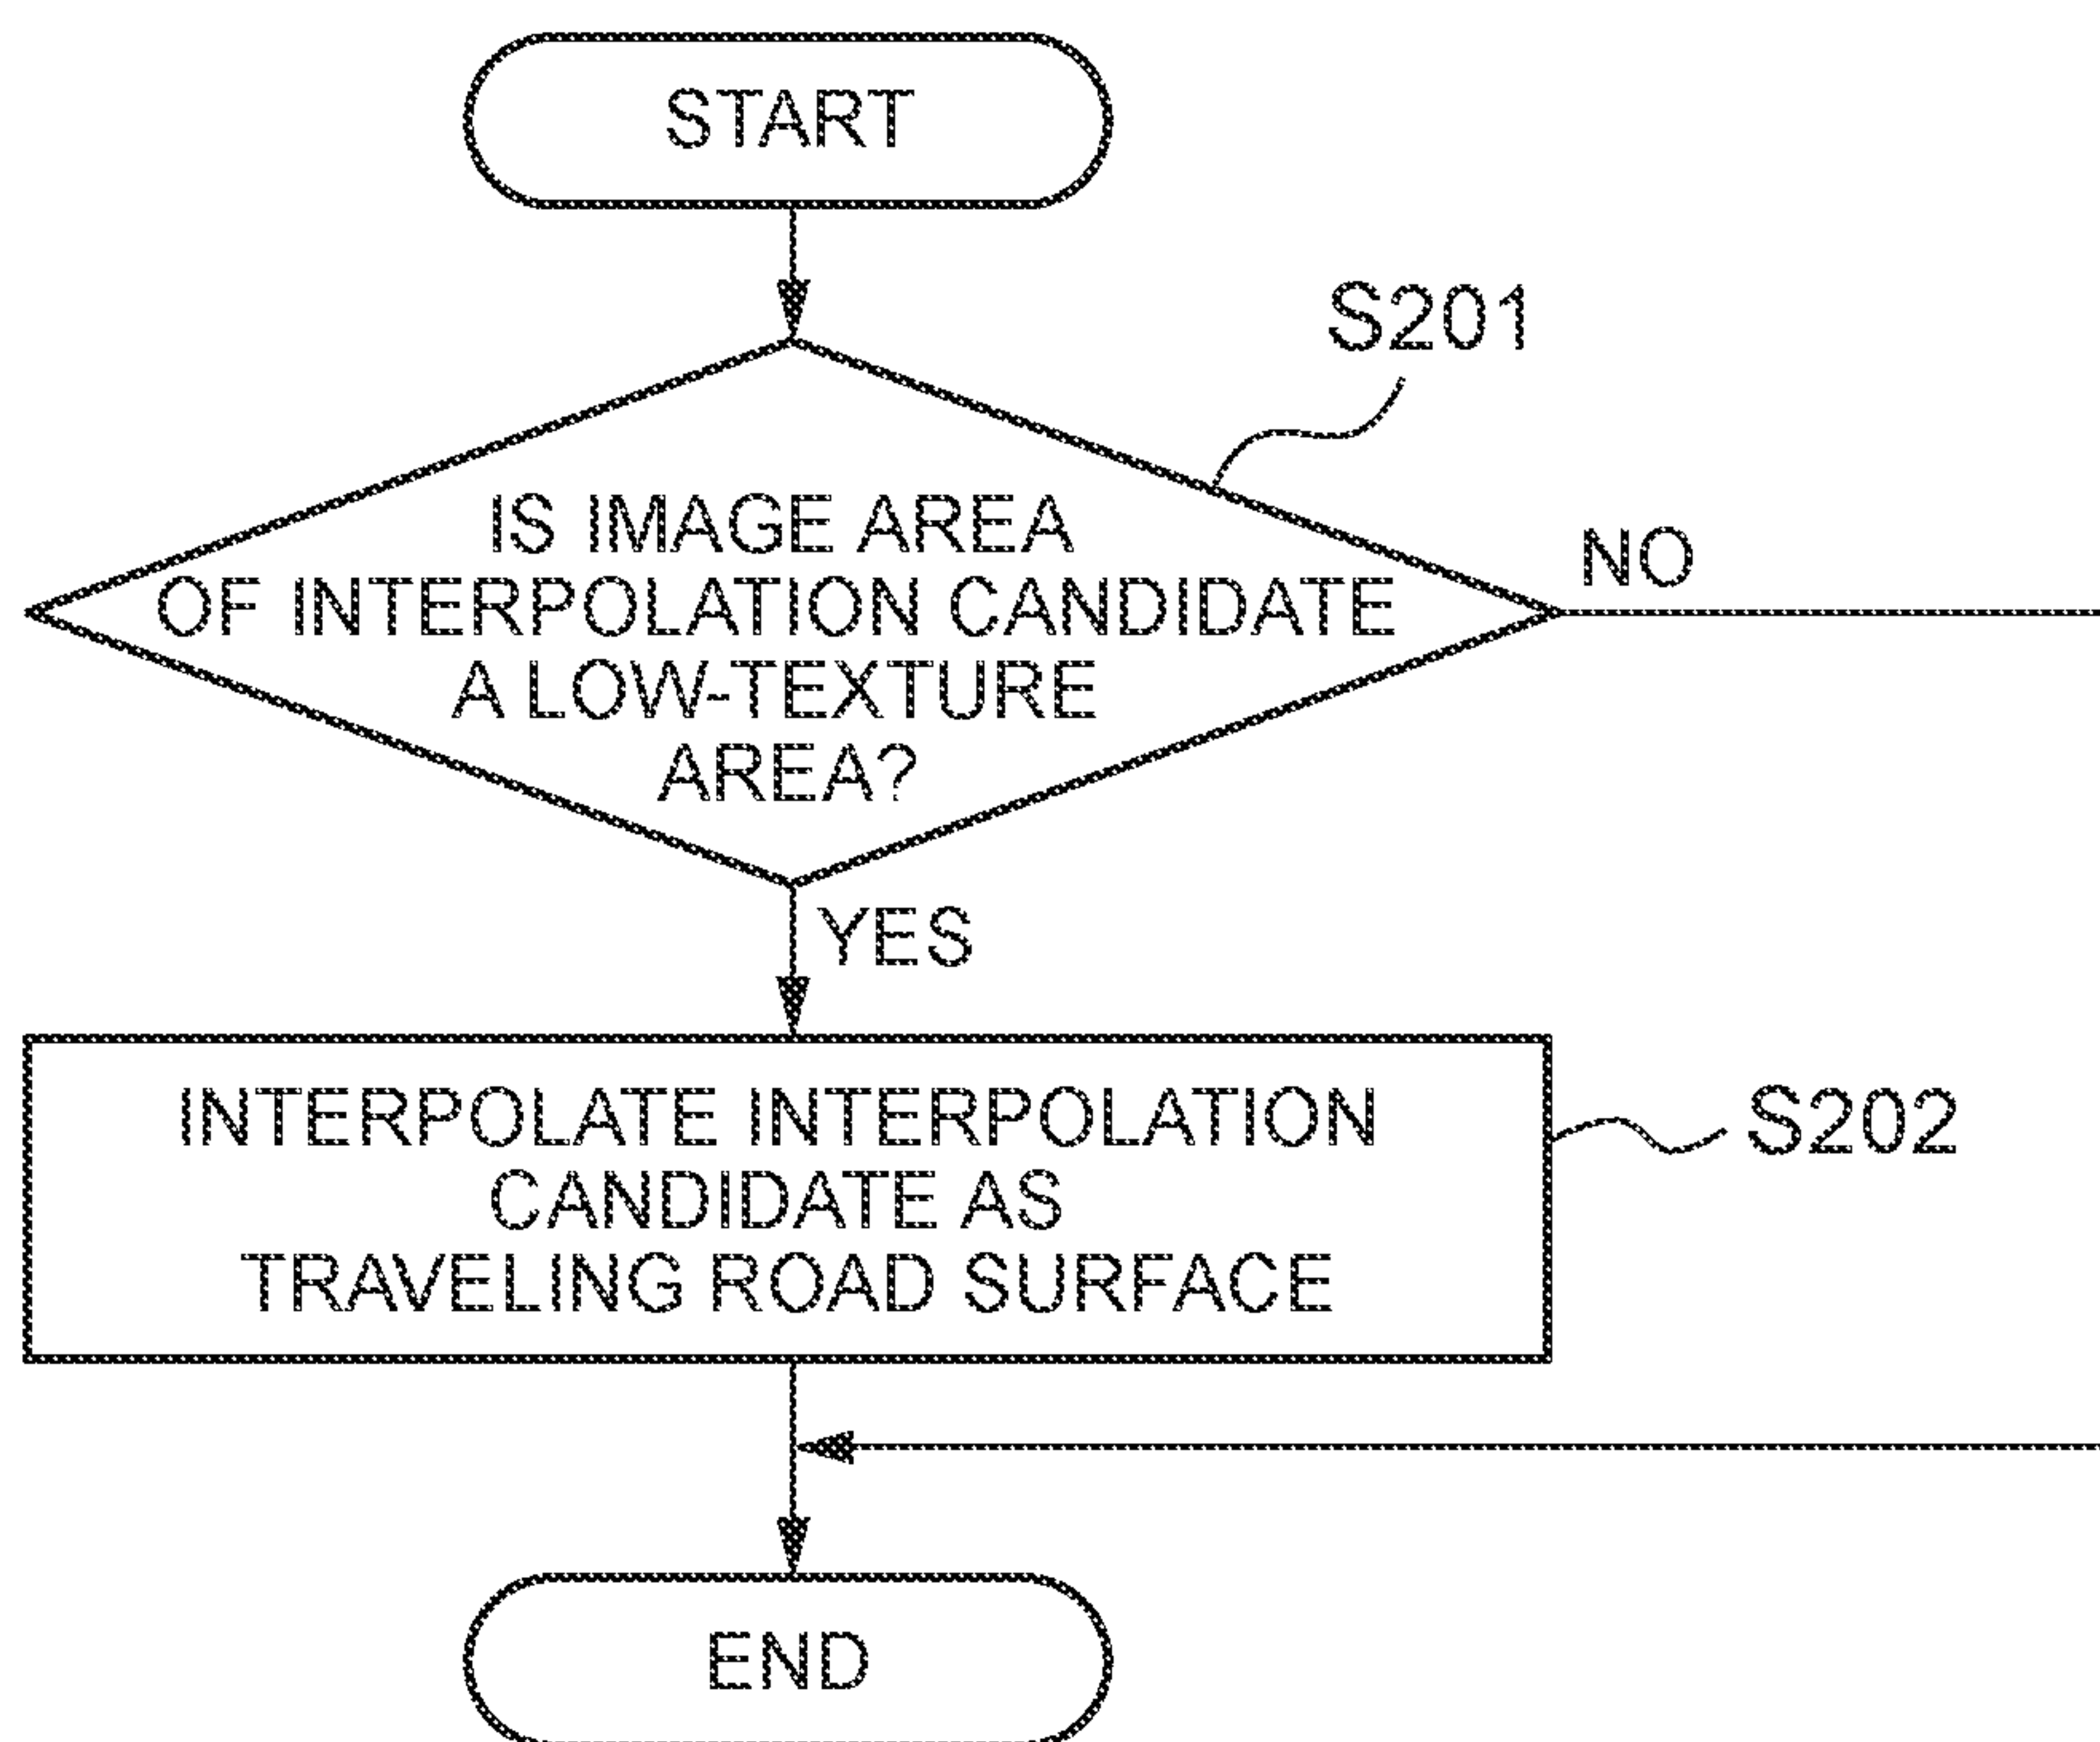 START
S201
IS IMAGE AREA
OF INTERPOLATION CANDIDATE
A LOW-TEXTURE
AREA?
NO
YES
INTERPOLATE INTERPOLATION
CANDIDATE AS
TRAVELING ROAD SURFACE
S202
END